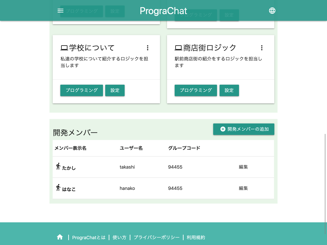 PrograChat
学校について
私達の学校について紹介するロジックを担当します
プログラミング 設定
商店街ロジック
駅前商店街の紹介をするロジックを担当します
プログラミング 設定
開発メンバー
開発メンバーの追加
メンバー表示名 ユーザー名 グループコード
たかし takashi 94455 編集
はなこ hanako 94455 編集
PrograChatとは | 使い方 | プライバシーポリシー | 利用規約